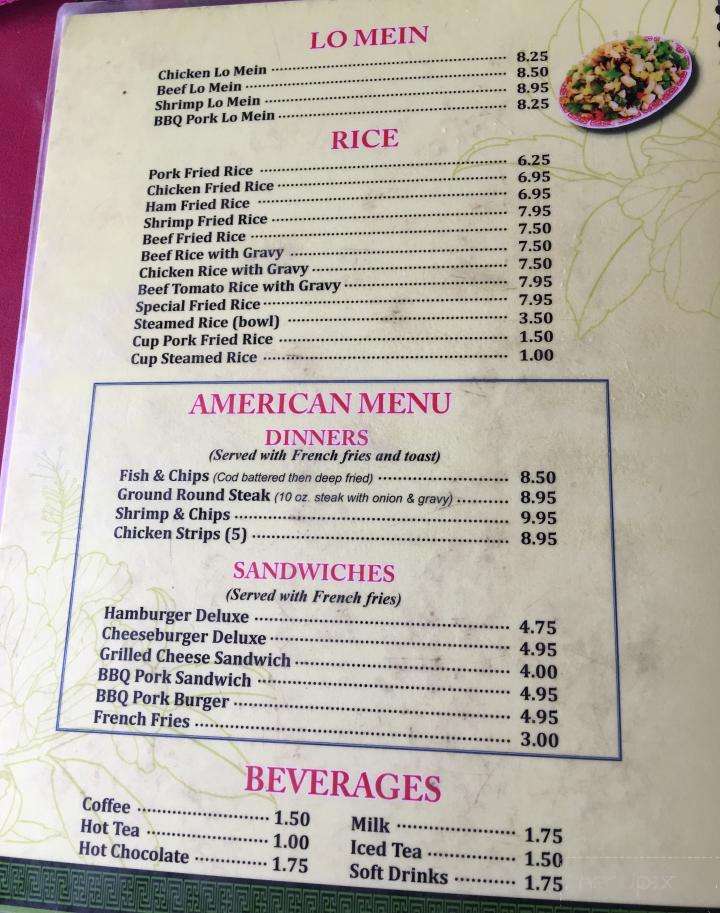 LO MEIN
Chicken Lo Mein 8.25
Beef Lo Mein 8.50
Shrimp Lo Mein 8.95
BBQ Pork Lo Mein 8.25
RICE
Pork Fried Rice 6.25
Chicken Fried Rice 6.95
Ham Fried Rice 6.95
Shrimp Fried Rice 7.95
Beef Fried Rice 7.50
Beef Rice with Gravy 7.50
Chicken Rice with Gravy 7.50
Beef Tomato Rice with Gravy 7.95
Special Fried Rice 7.95
Steamed Rice (bowl) 3.50
Cup Pork Fried Rice 1.50
Cup Steamed Rice 1.00
AMERICAN MENU
DINNERS
(Served with French fries and toast)
Fish & Chips (Cod battered then deep fried) 8.50
Ground Round Steak (10 oz. steak with onion & gravy) 8.95
Shrimp & Chips 9.95
Chicken Strips (5) 8.95
SANDWICHES
(Served with French fries)
Hamburger Deluxe 4.75
Cheeseburger Deluxe 4.95
Grilled Cheese Sandwich 4.00
BBQ Pork Sandwich 4.95
BBQ Pork Burger 4.95
French Fries 3.00
BEVERAGES
Coffee 1.50
Hot Tea 1.00
Hot Chocolate 1.75
Milk 1.75
Iced Tea 1.50
Soft Drinks 1.75